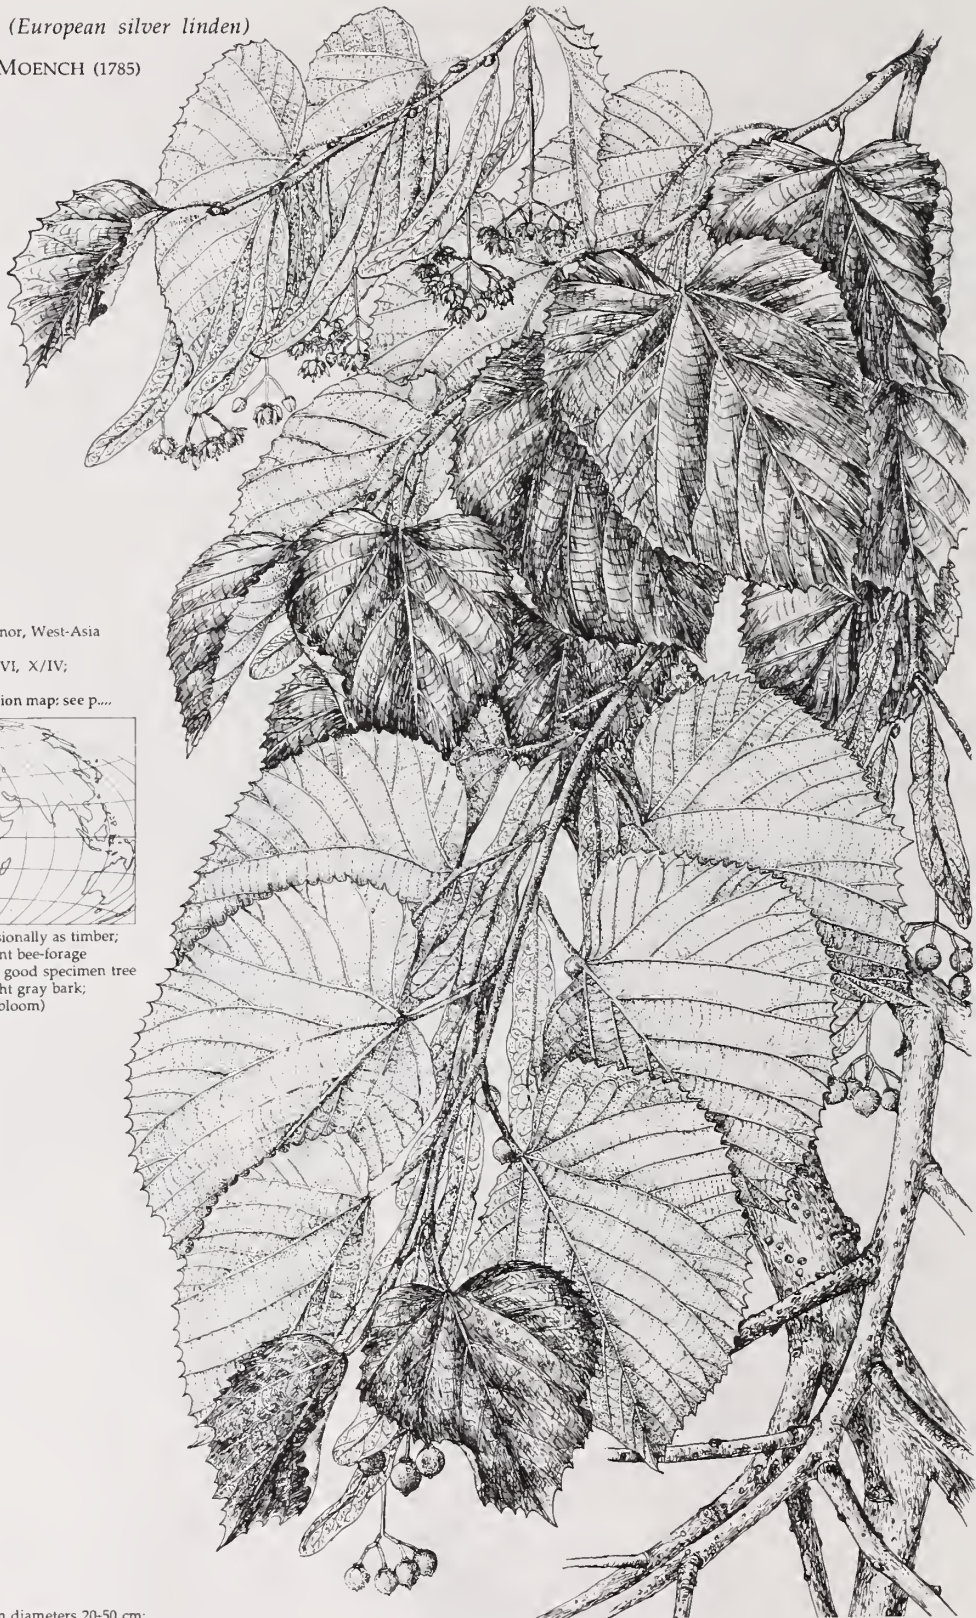 (European silver linden)
MOENCH (1785)
nor, West-Asia
VI, X/IV;
ion map: see p....
sionally as timber;
nt bee-forage
good specimen tree
ht gray bark;
bloom)
n diameters 20-50 cm;